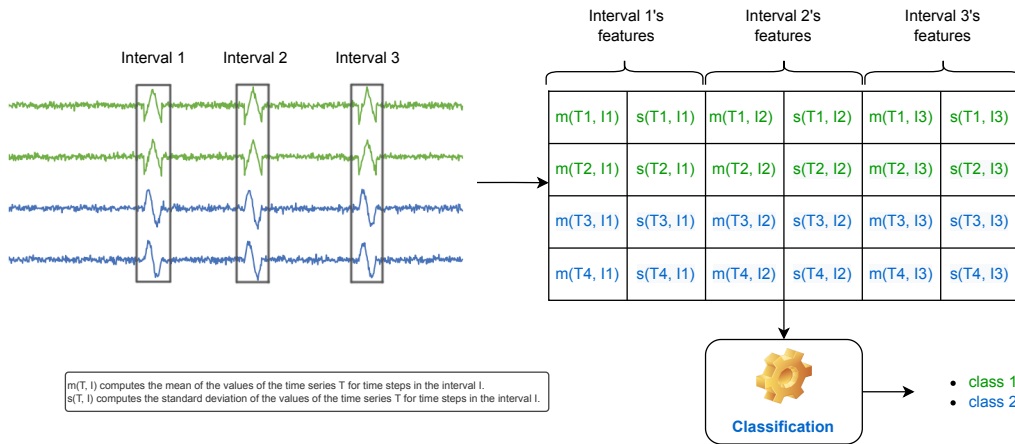 Interval 1's features
Interval 2's features
Interval 3's features
Interval 1
Interval 2
Interval 3
m(T1, I1) s(T1, I1) m(T1, I2) s(T1, I2) m(T1, I3) s(T1, I3)
m(T2, I1) s(T2, I1) m(T2, I2) s(T2, I2) m(T2, I3) s(T2, I3)
m(T3, I1) s(T3, I1) m(T3, I2) s(T3, I2) m(T3, I3) s(T3, I3)
m(T4, I1) s(T4, I1) m(T4, I2) s(T4, I2) m(T4, I3) s(T4, I3)
m(T, I) computes the mean of the values of the time series T for time steps in the interval I.
s(T, I) computes the standard deviation of the values of the time series T for time steps in the interval I.
Classification
• class 1
• class 2